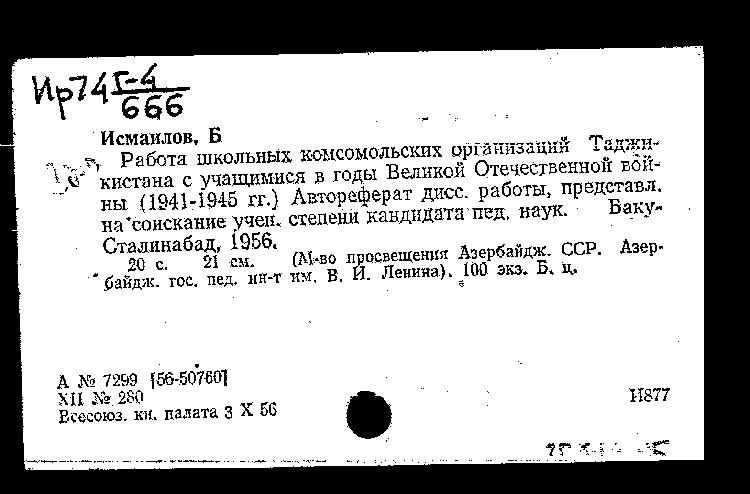 Ир74 Г-4
666
Исмаилов, Б
Работа школьных комсомольских организаций Таджи-
кистана с учащимися в годы Великой Отечественной вой-
ны (1941-1945 гг.) Автореферат дисс. работы, представл.
на соискание учен. степени кандидата пед. наук. Баку-
Сталинабад, 1956.
20 с. 21 см. (М-во просвещения Азербайдж. ССР. Азер-
байдж. гос. пед. ин-т им. В. И. Ленина). 100 экз. Б. ц.
А № 7299 [56-50760]
XII № 280
И877
Всесоюз. кн. палата 3 X 56